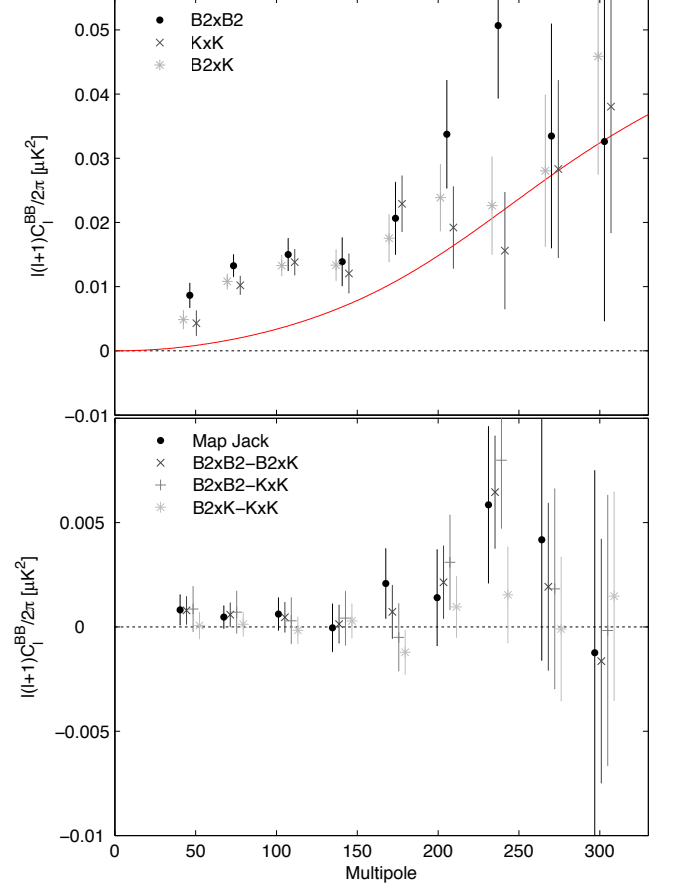 B2xB2
KxK
B2xK
l(l+1)C_l^BB/2π [μK²]
0.05
0.04
0.03
0.02
0.01
0
−0.01
Map Jack
B2xB2−B2xK
B2xB2−KxK
B2xK−KxK
l(l+1)C_l^BB/2π [μK²]
0.005
0
−0.005
−0.01
0 50 100 150 200 250 300
Multipole